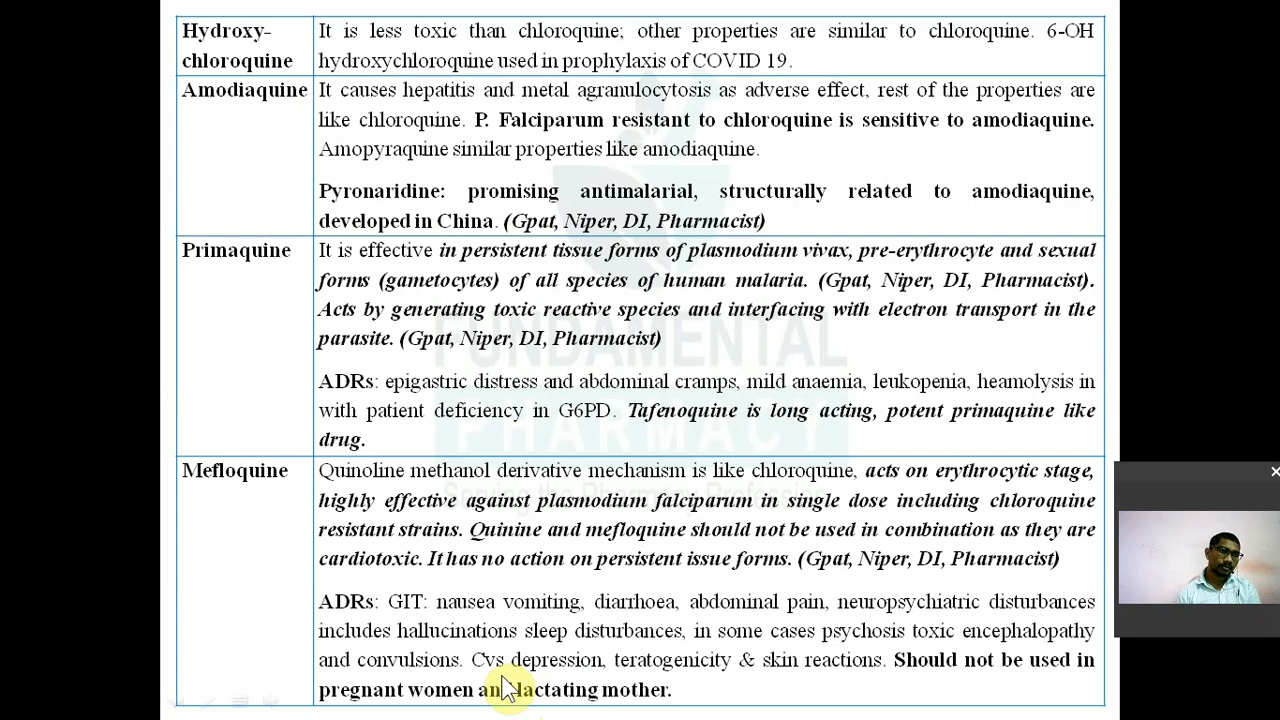 Hydroxy-
chloroquine
It is less toxic than chloroquine; other properties are similar to chloroquine. 6-OH
hydroxychloroquine used in prophylaxis of COVID 19.
Amodiaquine
It causes hepatitis and metal agranulocytosis as adverse effect, rest of the properties are
like chloroquine. P. Falciparum resistant to chloroquine is sensitive to amodiaquine.
Amopyraquine similar properties like amodiaquine.
Pyronaridine: promising antimalarial, structurally related to amodiaquine,
developed in China. (Gpat, Niper, DI, Pharmacist)
Primaquine
It is effective in persistent tissue forms of plasmodium vivax, pre-erythrocyte and sexual
forms (gametocytes) of all species of human malaria. (Gpat, Niper, DI, Pharmacist).
Acts by generating toxic reactive species and interfacing with electron transport in the
parasite. (Gpat, Niper, DI, Pharmacist)
ADRs: epigastric distress and abdominal cramps, mild anaemia, leukopenia, heamolysis in
with patient deficiency in G6PD. Tafenoquine is long acting, potent primaquine like
drug.
Mefloquine
Quinoline methanol derivative mechanism is like chloroquine, acts on erythrocytic stage,
highly effective against plasmodium falciparum in single dose including chloroquine
resistant strains. Quinine and mefloquine should not be used in combination as they are
cardiotoxic. It has no action on persistent issue forms. (Gpat, Niper, DI, Pharmacist)
ADRs: GIT: nausea vomiting, diarrhoea, abdominal pain, neuropsychiatric disturbances
includes hallucinations sleep disturbances, in some cases psychosis toxic encephalopathy
and convulsions. Cvs depression, teratogenicity & skin reactions. Should not be used in
pregnant women and lactating mother.
FUNDAMENTAL
PHARMACY
Serving the Pharmacy Profession